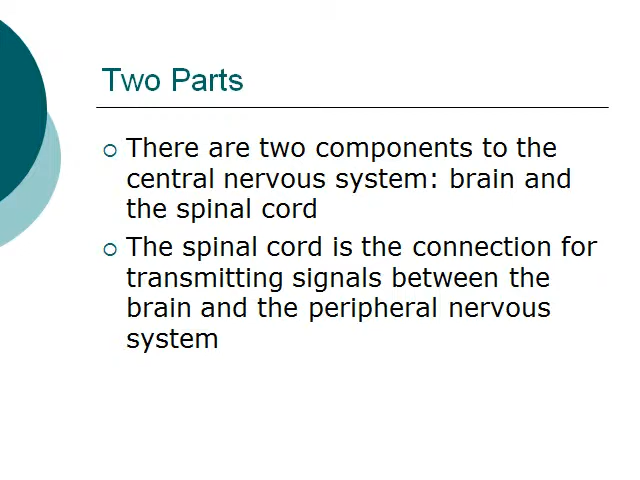 Two Parts
There are two components to the
central nervous system: brain and
the spinal cord
The spinal cord is the connection for
transmitting signals between the
brain and the peripheral nervous
system